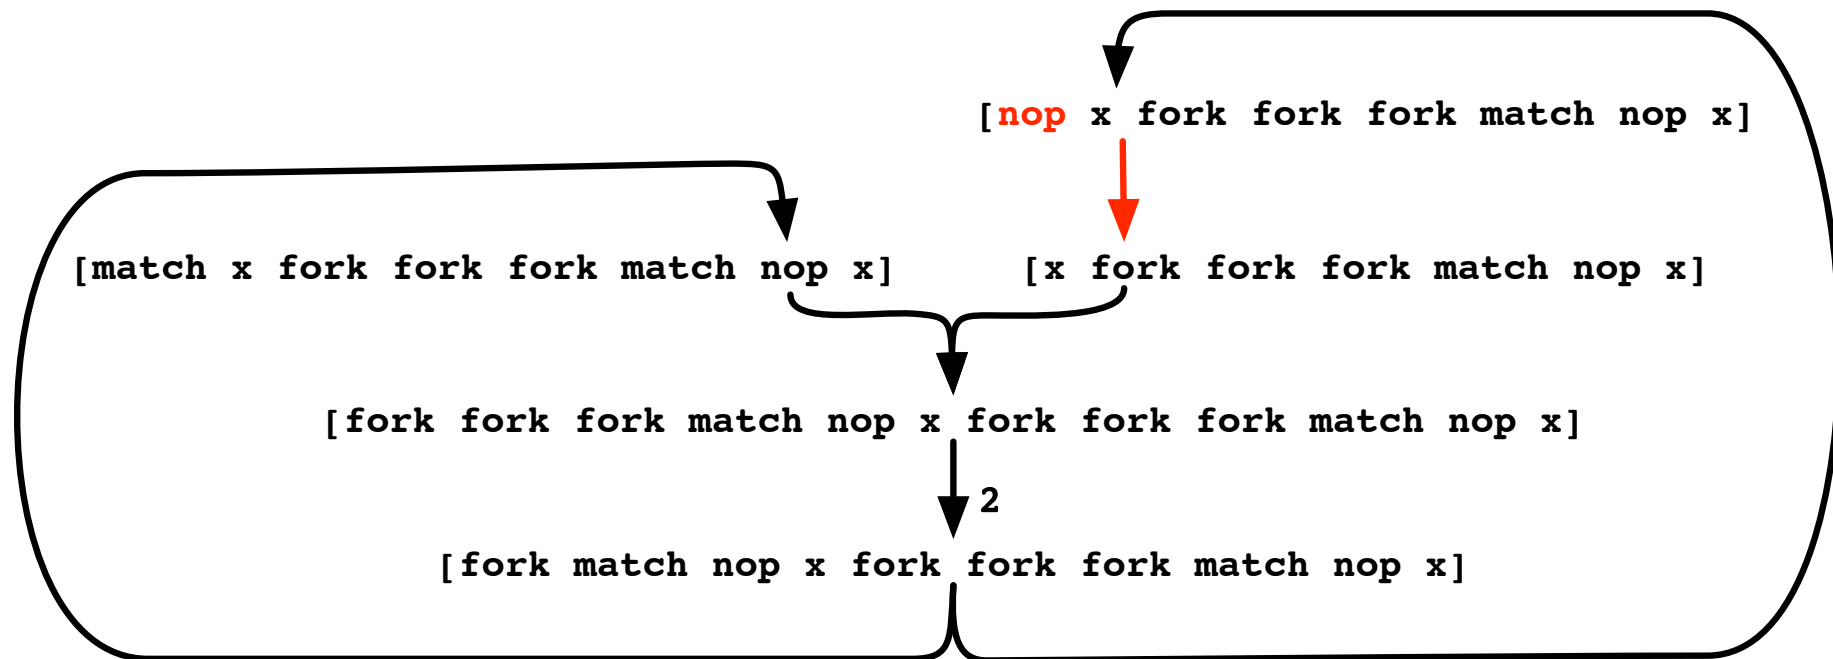 [nop x fork fork fork match nop x]
[match x fork fork fork match nop x] [x fork fork fork match nop x]
[fork fork fork match nop x fork fork fork match nop x]
2
[fork match nop x fork fork fork match nop x]